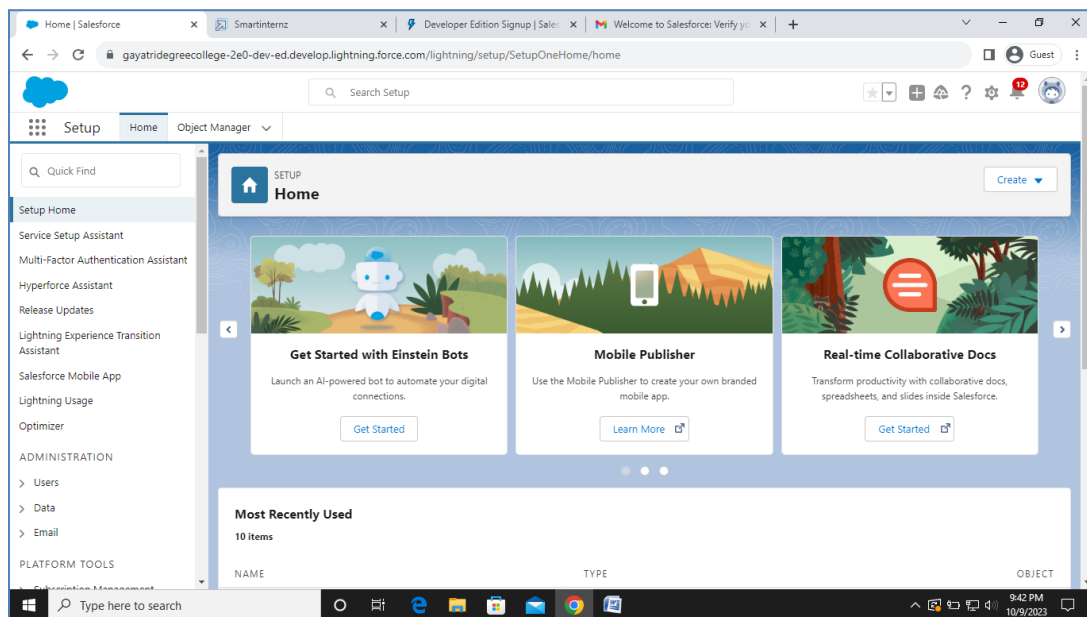 Home | Salesforce
Smartinternz
Developer Edition Signup | Sales
Welcome to Salesforce: Verify yo
gayatridegreecollege-2e0-dev-ed.develop.lightning.force.com/lightning/setup/SetupOneHome/home
Guest
Search Setup
12
Setup
Home
Object Manager
Quick Find
Setup Home
Service Setup Assistant
Multi-Factor Authentication Assistant
Hyperforce Assistant
Release Updates
Lightning Experience Transition
Assistant
Salesforce Mobile App
Lightning Usage
Optimizer
ADMINISTRATION
Users
Data
Email
PLATFORM TOOLS
Subscription Management
SETUP
Home
Create
Get Started with Einstein Bots
Launch an AI-powered bot to automate your digital
connections.
Get Started
Mobile Publisher
Use the Mobile Publisher to create your own branded
mobile app.
Learn More
Real-time Collaborative Docs
Transform productivity with collaborative docs,
spreadsheets, and slides inside Salesforce.
Get Started
Most Recently Used
10 items
NAME
TYPE
OBJECT
Type here to search
9:42 PM
10/9/2023